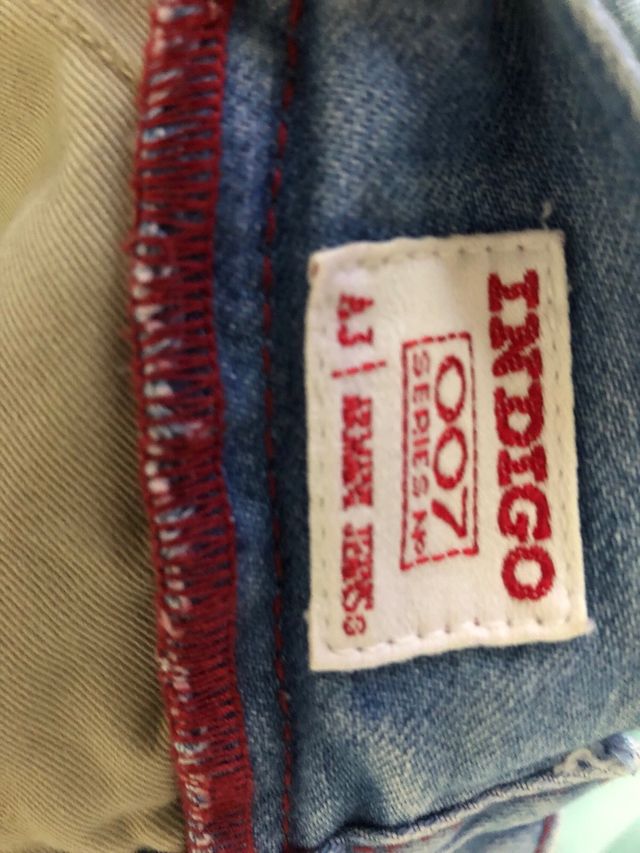 INDIGO
007
SERIES No
AJ | ARMANI JEANS